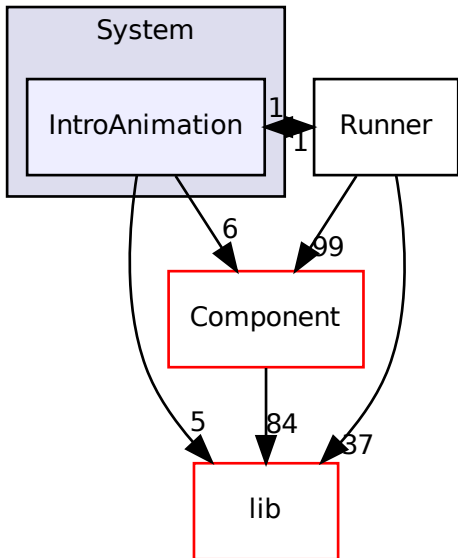 System
IntroAnimation
1
1
Runner
6
99
Component
5
84
37
lib